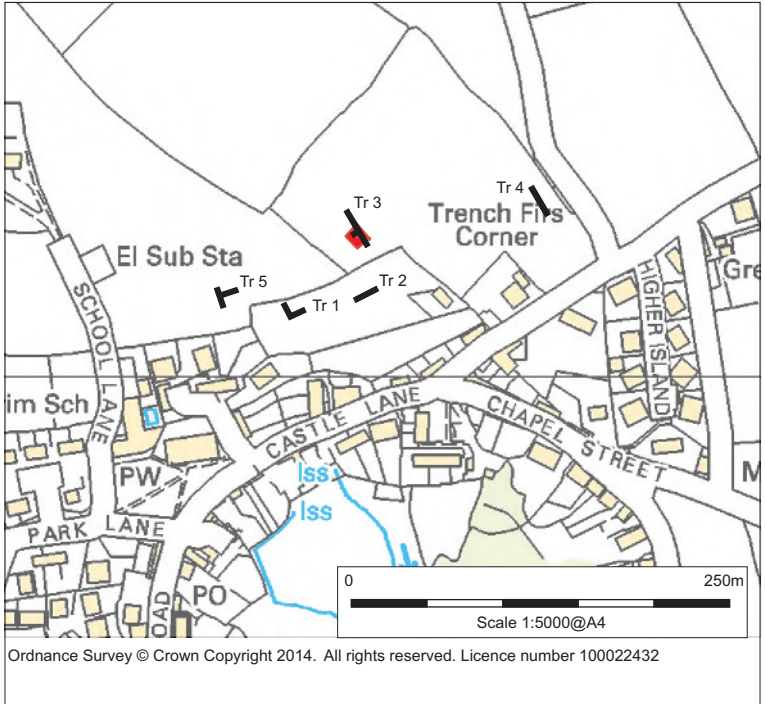 Tr 3
Tr 4
Trench Firs
Corner
El Sub Sta
Tr 5
Tr 2
Tr 1
Gre
SCHOOL LANE
HIGHER ISLAND
rim Sch
CASTLE LANE
CHAPEL STREET
PW
M
Iss
Iss
PARK LANE
PO
OAD
0 250m
Scale 1:5000@A4
Ordnance Survey © Crown Copyright 2014. All rights reserved. Licence number 100022432